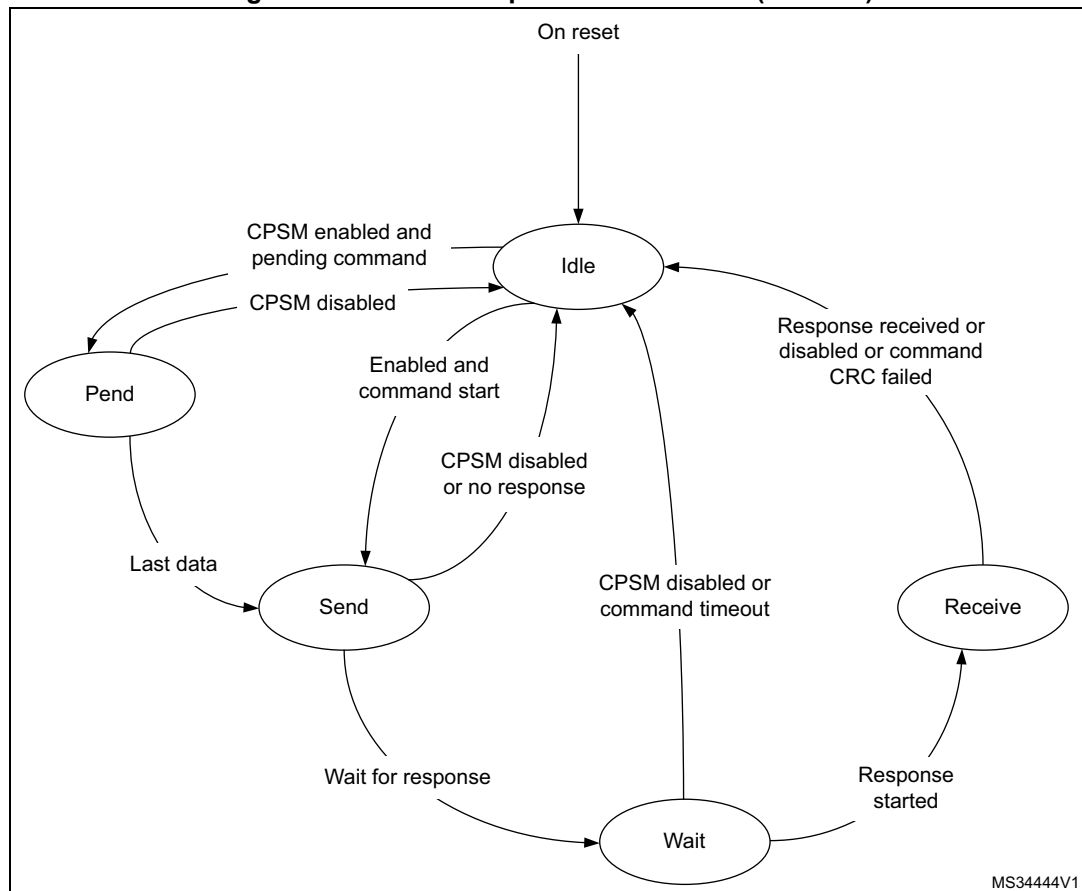 On reset
CPSM enabled and
pending command
Idle
CPSM disabled
Response received or
disabled or command
CRC failed
Enabled and
command start
Pend
CPSM disabled
or no response
Last data
CPSM disabled or
command timeout
Send
Receive
Wait for response
Response
started
Wait
MS34444V1